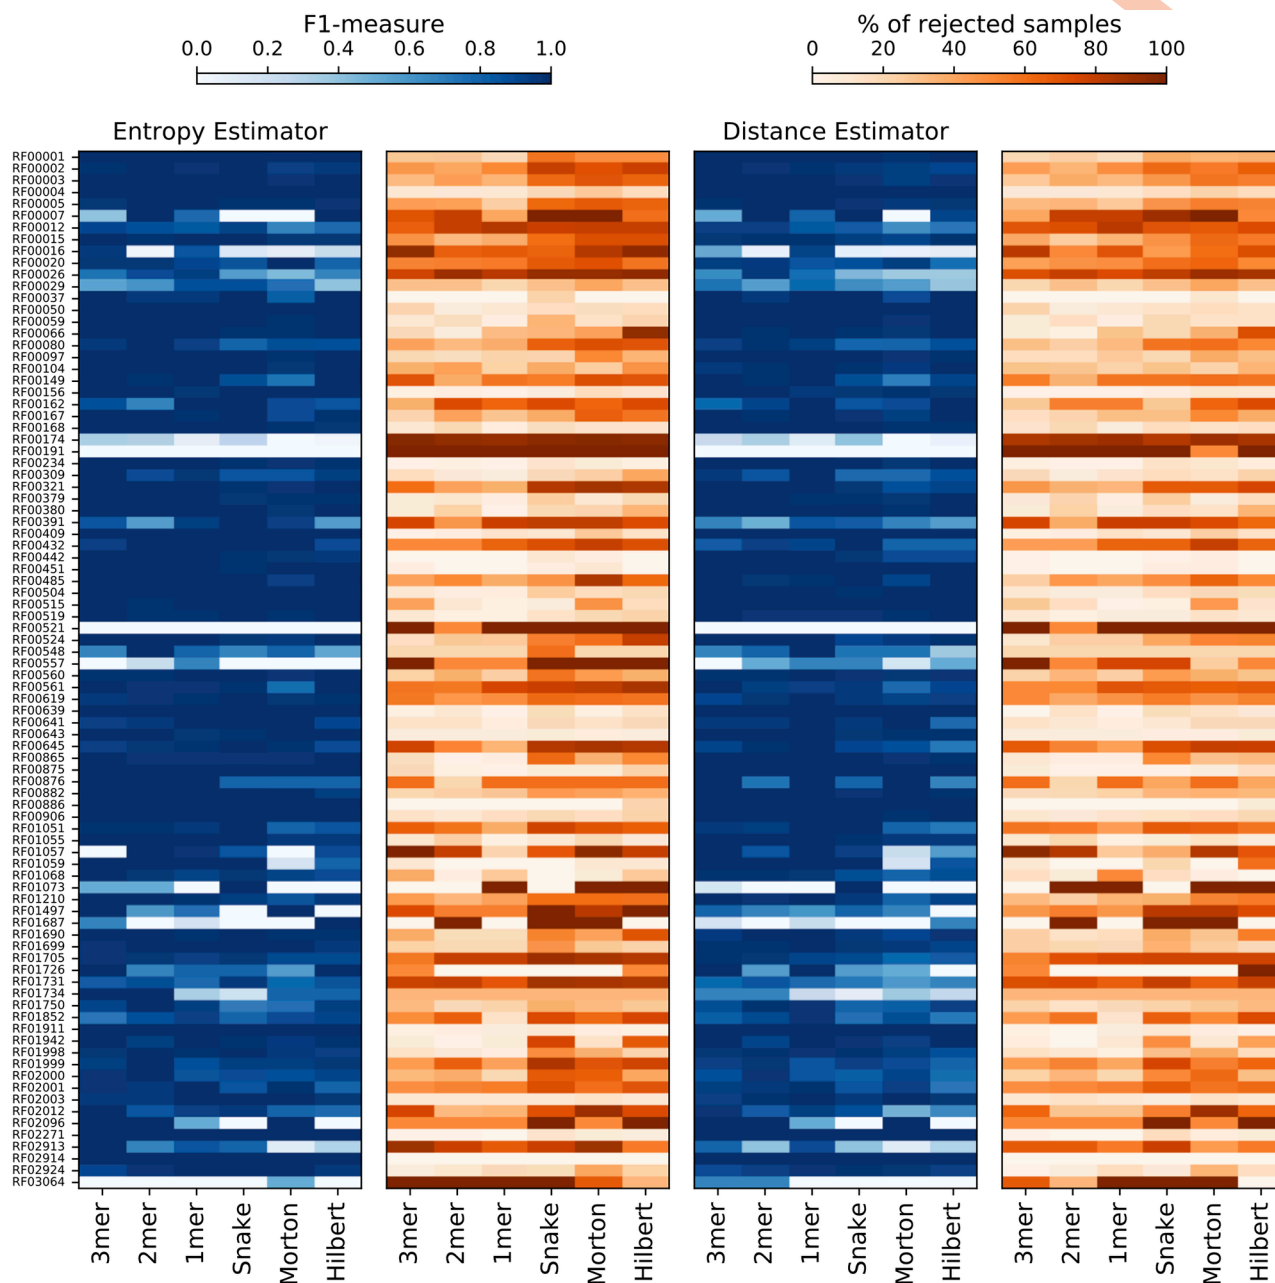 F1-measure
% of rejected samples
0.0 0.2 0.4 0.6 0.8 1.0
0 20 40 60 80 100
Entropy Estimator
Distance Estimator
RF00001
RF00002
RF00003
RF00004
RF00005
RF00007
RF00012
RF00015
RF00016
RF00020
RF00026
RF00029
RF00037
RF00050
RF00059
RF00066
RF00080
RF00097
RF00104
RF00149
RF00156
RF00162
RF00167
RF00168
RF00174
RF00191
RF00234
RF00309
RF00321
RF00379
RF00380
RF00391
RF00409
RF00432
RF00442
RF00451
RF00485
RF00504
RF00515
RF00519
RF00521
RF00524
RF00548
RF00557
RF00560
RF00561
RF00619
RF00639
RF00641
RF00643
RF00645
RF00865
RF00875
RF00876
RF00882
RF00886
RF00906
RF01051
RF01055
RF01057
RF01059
RF01068
RF01073
RF01210
RF01497
RF01687
RF01690
RF01699
RF01705
RF01726
RF01731
RF01734
RF01750
RF01852
RF01911
RF01942
RF01998
RF01999
RF02000
RF02001
RF02003
RF02012
RF02096
RF02271
RF02913
RF02914
RF02924
RF03064
3mer 2mer 1mer Snake Morton Hilbert 3mer 2mer 1mer Snake Morton Hilbert 3mer 2mer 1mer Snake Morton Hilbert 3mer 2mer 1mer Snake Morton Hilbert